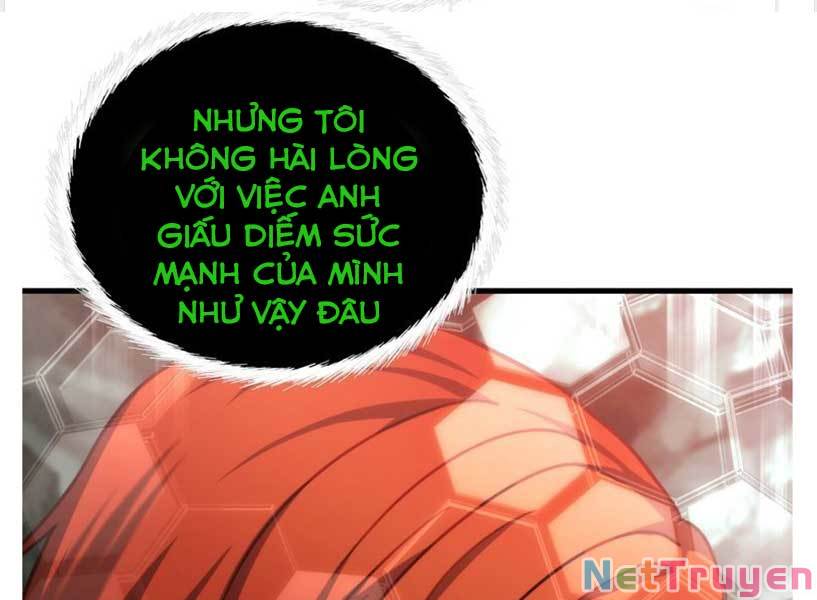 NHƯNG TÔI
KHÔNG HÀI LÒNG
VỚI VIỆC ANH
GIẤU DIẾM SỨC
MẠNH CỦA MÌNH
NHƯ VẬY ĐÂU
NetTruyen